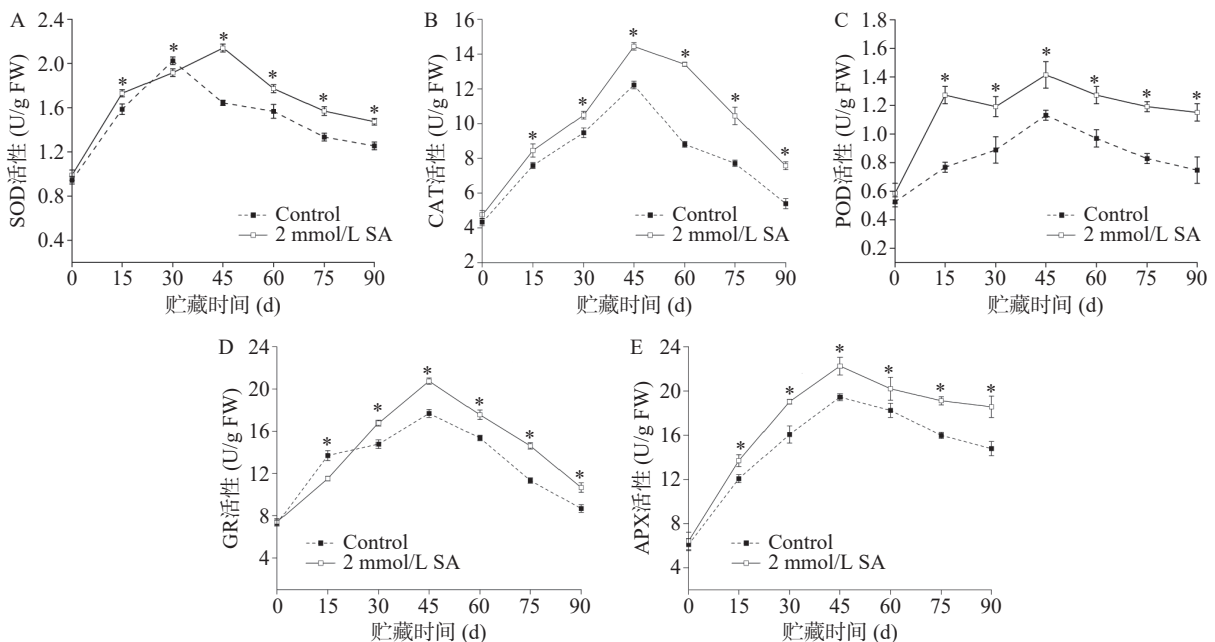 A
SOD活性 (U/g FW)
2.4
2.0
1.6
1.2
0.8
0.4
* * * * * *
Control
2 mmol/L SA
0 15 30 45 60 75 90
贮藏时间 (d)
B
CAT活性 (U/g FW)
16
14
12
10
8
6
4
2
* * * * * *
Control
2 mmol/L SA
0 15 30 45 60 75 90
贮藏时间 (d)
C
POD活性 (U/g FW)
1.8
1.6
1.4
1.2
1.0
0.8
0.6
0.4
0.2
* * * * * *
Control
2 mmol/L SA
0 15 30 45 60 75 90
贮藏时间 (d)
D
GR活性 (U/g FW)
24
20
16
12
8
4
* * * * * *
Control
2 mmol/L SA
0 15 30 45 60 75 90
贮藏时间 (d)
E
APX活性 (U/g FW)
24
20
16
12
8
4
* * * * * *
Control
2 mmol/L SA
0 15 30 45 60 75 90
贮藏时间 (d)